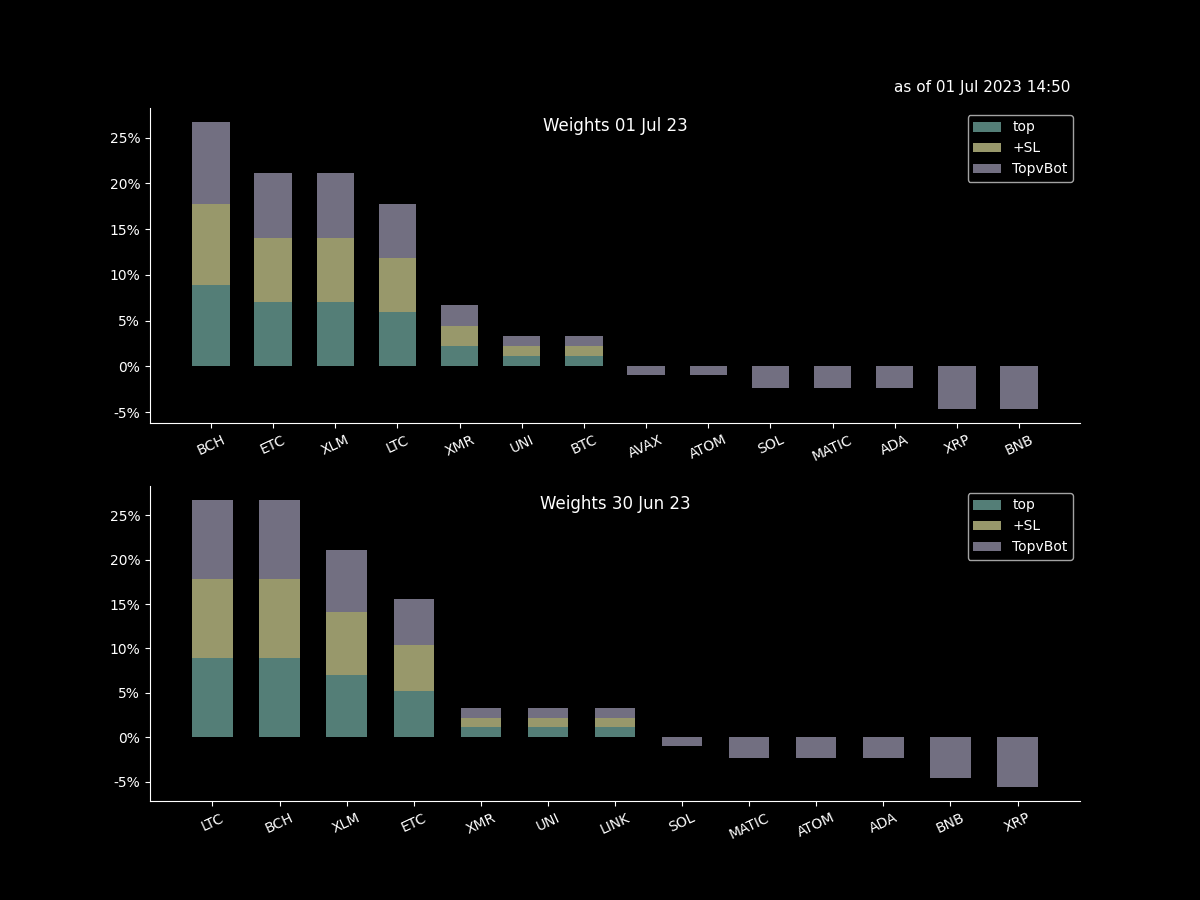 as of 01 Jul 2023 14:50
Weights 01 Jul 23
top
+SL
TopvBot
25%
20%
15%
10%
5%
0%
-5%
BCH ETC XLM LTC XMR UNI BTC AVAX ATOM SOL MATIC ADA XRP BNB
Weights 30 Jun 23
top
+SL
TopvBot
25%
20%
15%
10%
5%
0%
-5%
LTC BCH XLM ETC XMR UNI LINK SOL MATIC ATOM ADA BNB XRP